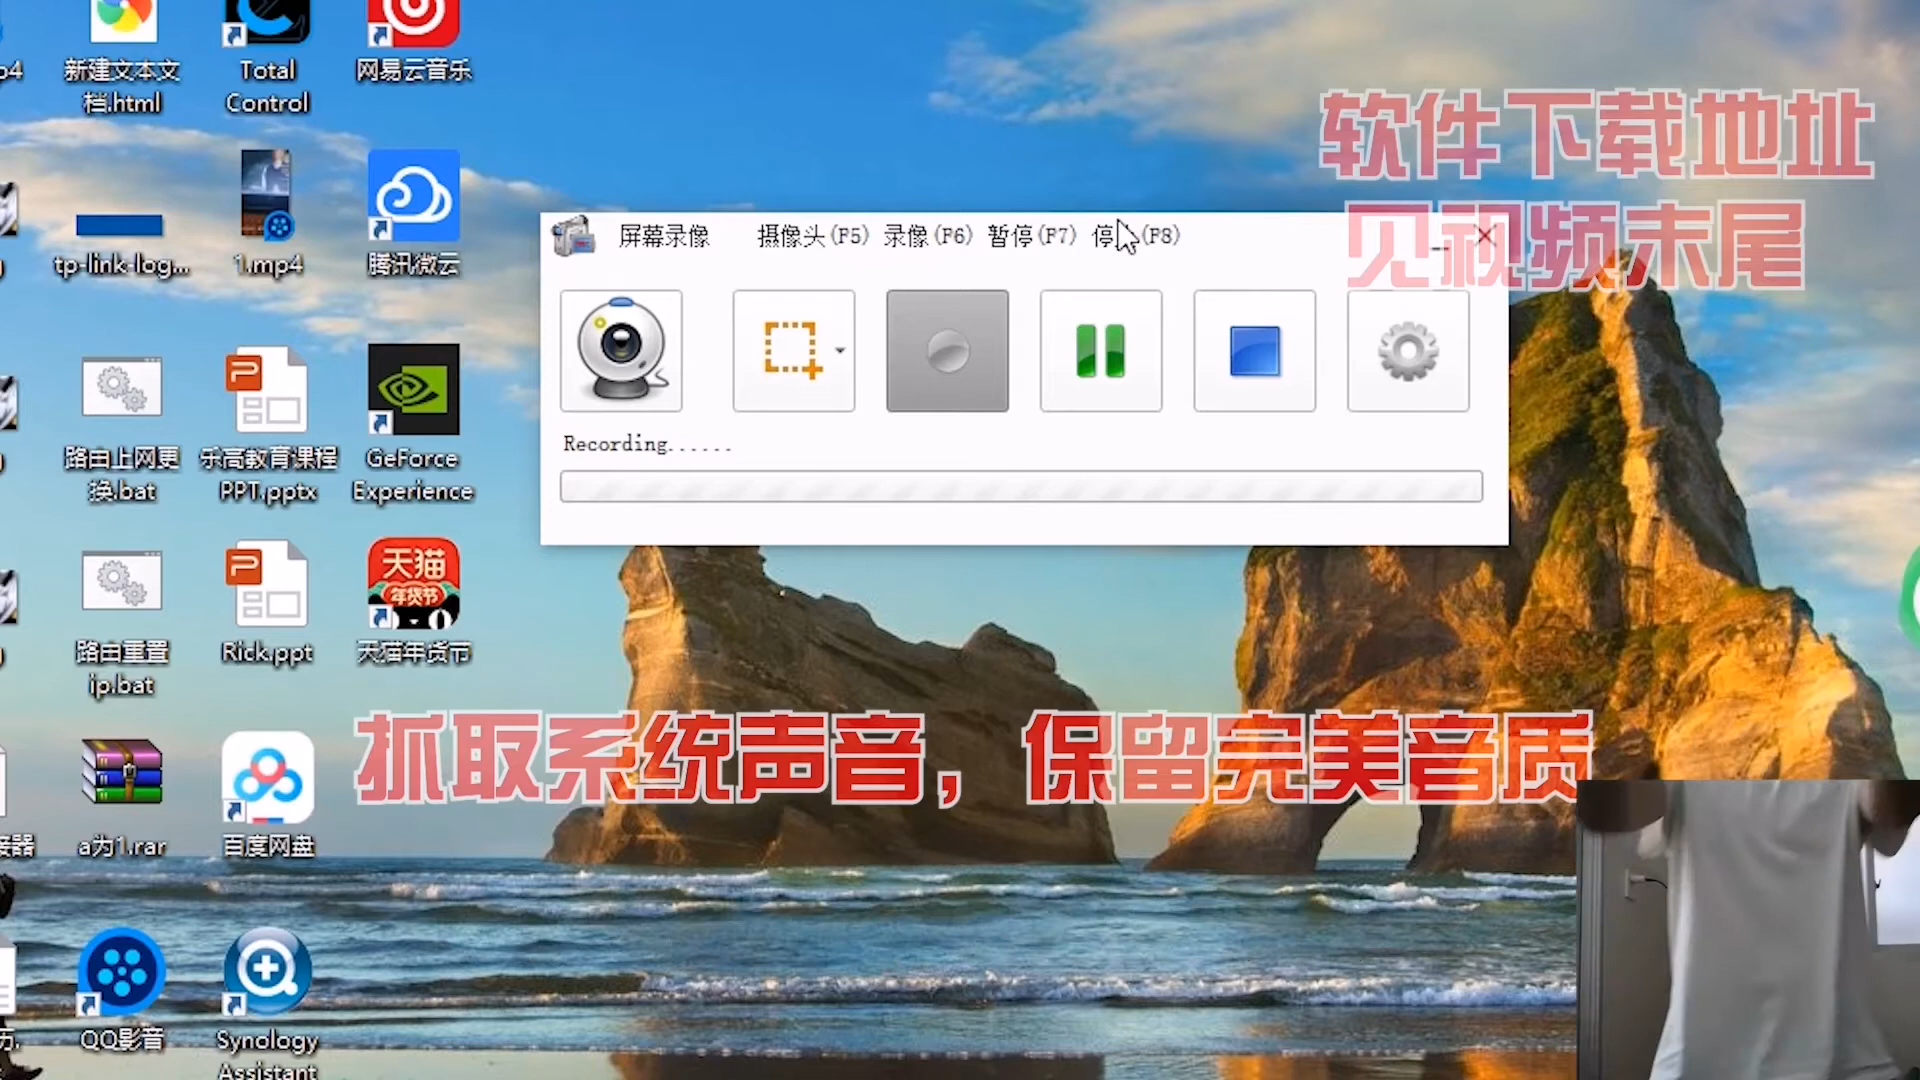 新建文本文
档.html
Total
Control
网易云音乐
软件下载地址
见视频末尾
tp-link-log...
1.mp4
腾讯微云
屏幕录像
摄像头(F5) 录像(F6) 暂停(F7) 停(F8)
Recording......
路由上网更
换.bat
乐高教育课程
PPT.pptx
GeForce
Experience
天猫
年货节
路由重置
ip.bat
Rick.ppt
天猫年货节
抓取系统声音，保留完美音质
a为1.rar
百度网盘
QQ影音
Synology
Assistant